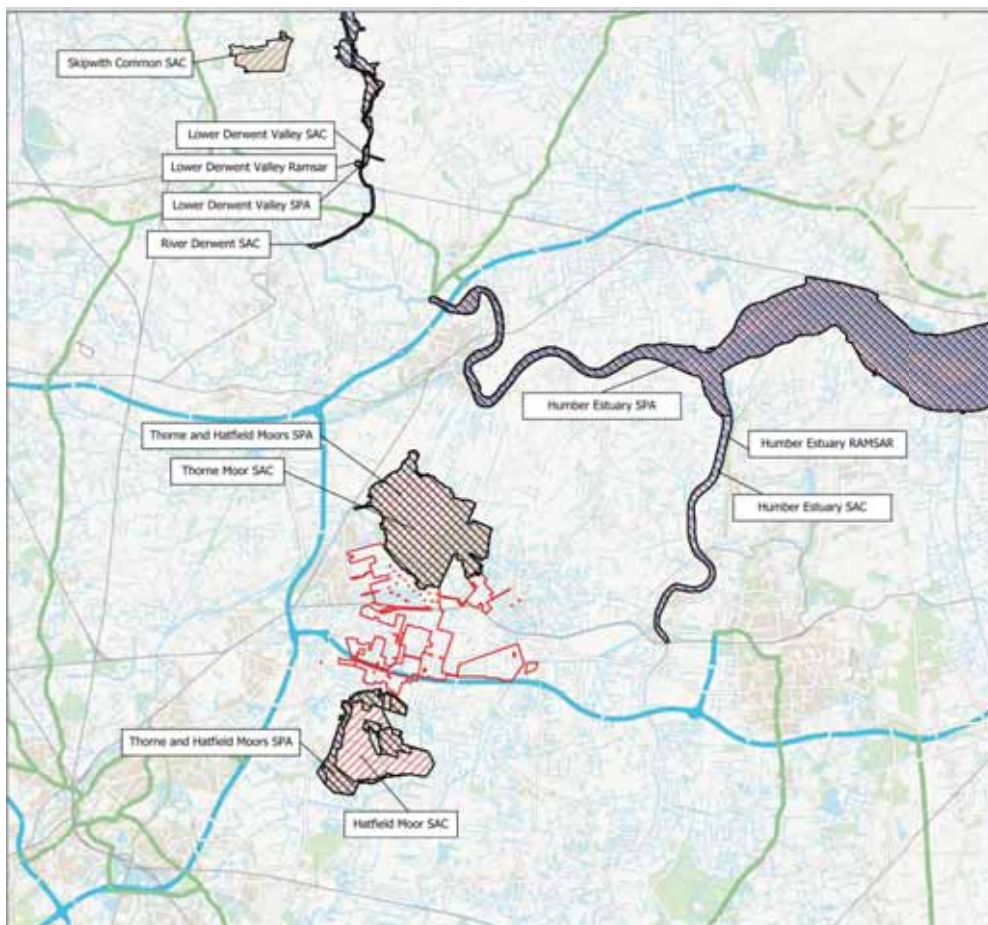 Skipwith Common SAC
Lower Derwent Valley SAC
Lower Derwent Valley Ramsar
Lower Derwent Valley SPA
River Derwent SAC
Humber Estuary SPA
Thorne and Hatfield Moors SPA
Humber Estuary RAMSAR
Thorne Moor SAC
Humber Estuary SAC
Thorne and Hatfield Moors SPA
Hatfield Moor SAC